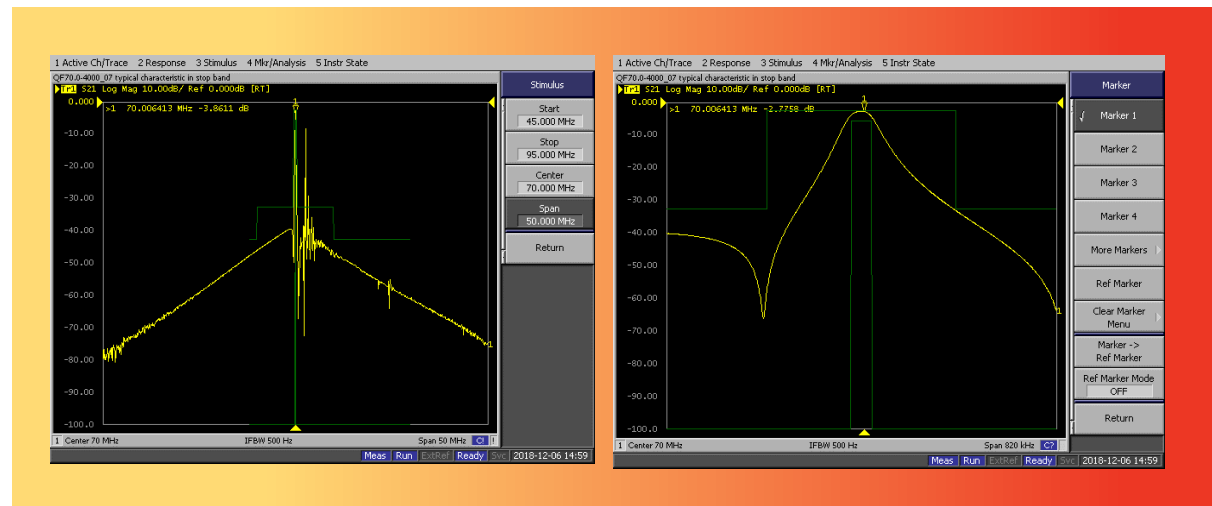 1 Active Ch/Trace 2 Response 3 Stimulus 4 Mkr/Analysis 5 Instr State
QF70.0-4000_07 typical characteristic in stop band
Tr1 S21 Log Mag 10.00dB/ Ref 0.000dB [RT]
>1 70.006413 MHz -3.8611 dB
1
0.000
-10.00
-20.00
-30.00
-40.00
-50.00
-60.00
-70.00
-80.00
-90.00
-100.0
1
1 Center 70 MHz IFBW 500 Hz Span 50 MHz C! !
Meas Run ExtRef Ready Svc 2018-12-06 14:59
Stimulus
Start
45.000 MHz
Stop
95.000 MHz
Center
70.000 MHz
Span
50.000 MHz
Return
1 Active Ch/Trace 2 Response 3 Stimulus 4 Mkr/Analysis 5 Instr State
QF70.0-4000_07 typical characteristic in stop band
Tr1 S21 Log Mag 10.00dB/ Ref 0.000dB [RT]
>1 70.006413 MHz -2.7758 dB
1
0.000
-10.00
-20.00
-30.00
-40.00
-50.00
-60.00
-70.00
-80.00
-90.00
-100.0
1
1 Center 70 MHz IFBW 500 Hz Span 820 kHz C?
Meas Run ExtRef Ready Svc 2018-12-06 14:59
Marker
√ Marker 1
Marker 2
Marker 3
Marker 4
More Markers
Ref Marker
Clear Marker
Menu
Marker ->
Ref Marker
Ref Marker Mode
OFF
Return